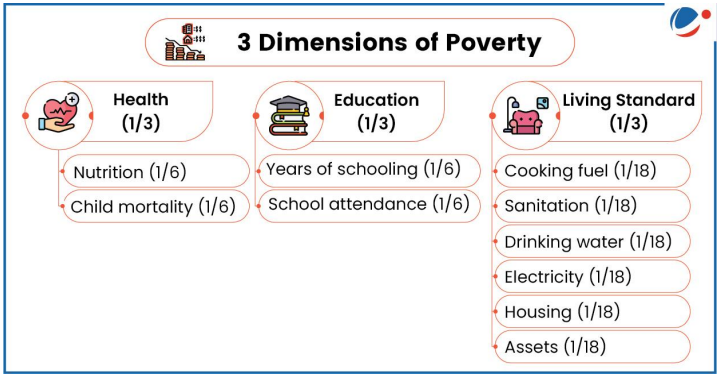 3 Dimensions of Poverty
Health
(1/3)
Nutrition (1/6)
Child mortality (1/6)
Education
(1/3)
Years of schooling (1/6)
School attendance (1/6)
Living Standard
(1/3)
Cooking fuel (1/18)
Sanitation (1/18)
Drinking water (1/18)
Electricity (1/18)
Housing (1/18)
Assets (1/18)